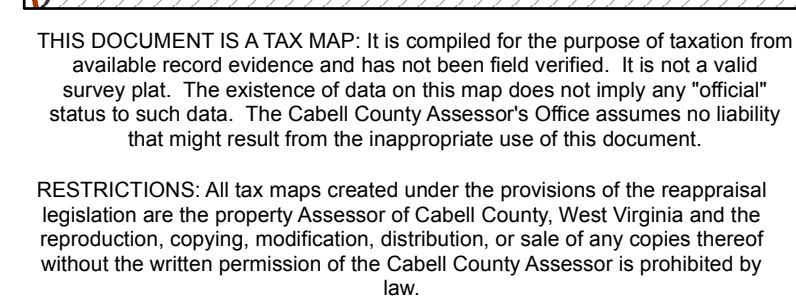 THIS DOCUMENT IS A TAX MAP: It is compiled for the purpose of taxation from
available record evidence and has not been field verified. It is not a valid
survey plat. The existence of data on this map does not imply any "official"
status to such data. The Cabell County Assessor's Office assumes no liability
that might result from the inappropriate use of this document.
RESTRICTIONS: All tax maps created under the provisions of the reappraisal
legislation are the property Assessor of Cabell County, West Virginia and the
reproduction, copying, modification, distribution, or sale of any copies thereof
without the written permission of the Cabell County Assessor is prohibited by
law.